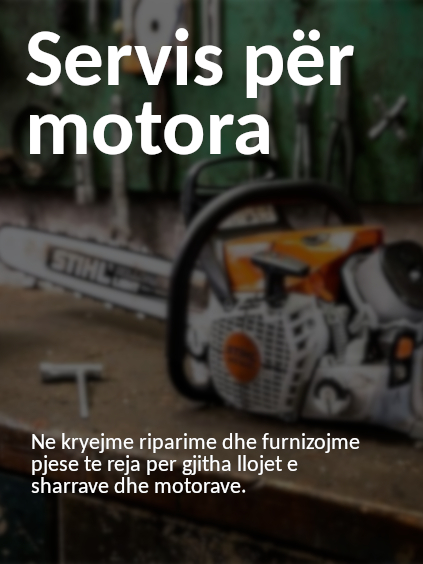 Servis për
motora
STIHL
Ne kryejme riparime dhe furnizojme
pjese te reja per gjitha llojet e
sharrave dhe motorave.